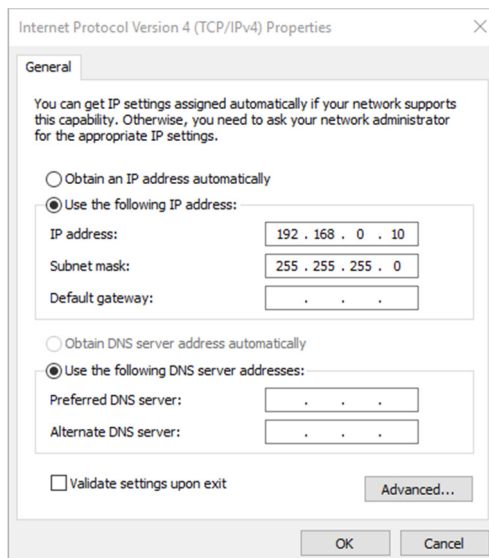 Internet Protocol Version 4 (TCP/IPv4) Properties
General
You can get IP settings assigned automatically if your network supports
this capability. Otherwise, you need to ask your network administrator
for the appropriate IP settings.
Obtain an IP address automatically
Use the following IP address:
IP address: 192 . 168 . 0 . 10
Subnet mask: 255 . 255 . 255 . 0
Default gateway: . . .
Obtain DNS server address automatically
Use the following DNS server addresses:
Preferred DNS server: . . .
Alternate DNS server: . . .
Validate settings upon exit
Advanced...
OK Cancel